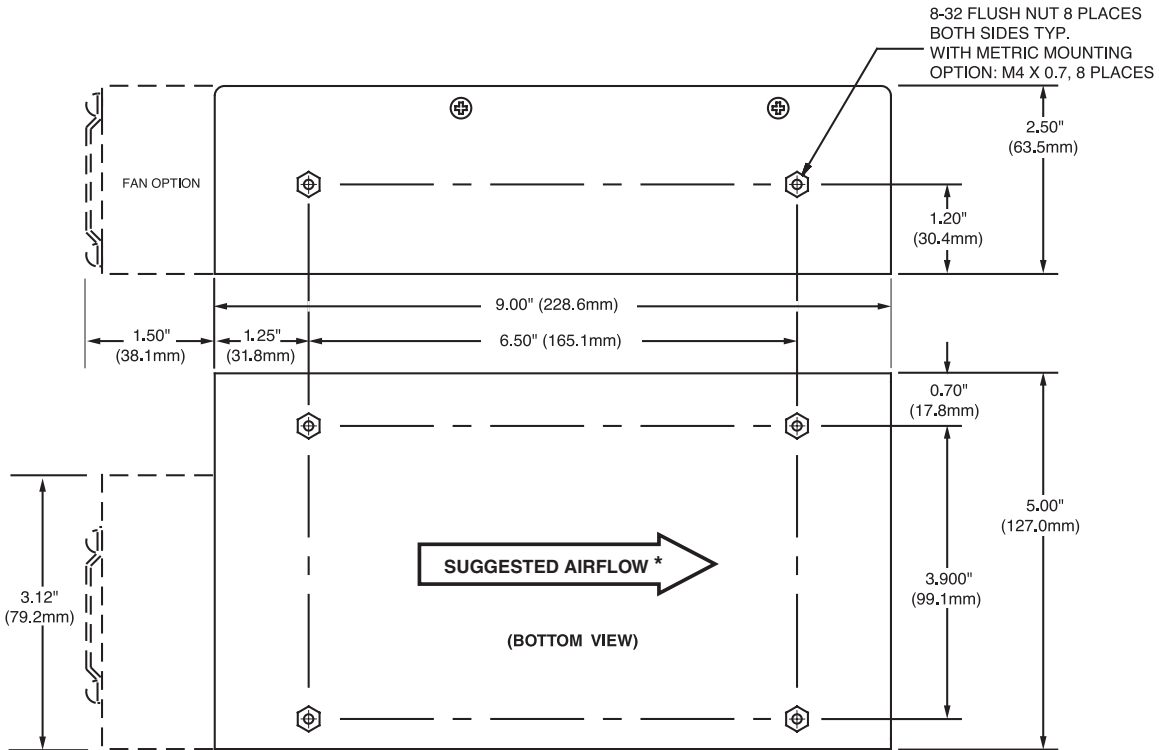 8-32 FLUSH NUT 8 PLACES
BOTH SIDES TYP.
WITH METRIC MOUNTING
OPTION: M4 X 0.7, 8 PLACES
2.50"
(63.5mm)
FAN OPTION
1.20"
(30.4mm)
9.00" (228.6mm)
1.50"
(38.1mm)
1.25"
(31.8mm)
6.50" (165.1mm)
0.70"
(17.8mm)
5.00"
(127.0mm)
SUGGESTED AIRFLOW *
3.900"
(99.1mm)
3.12"
(79.2mm)
(BOTTOM VIEW)